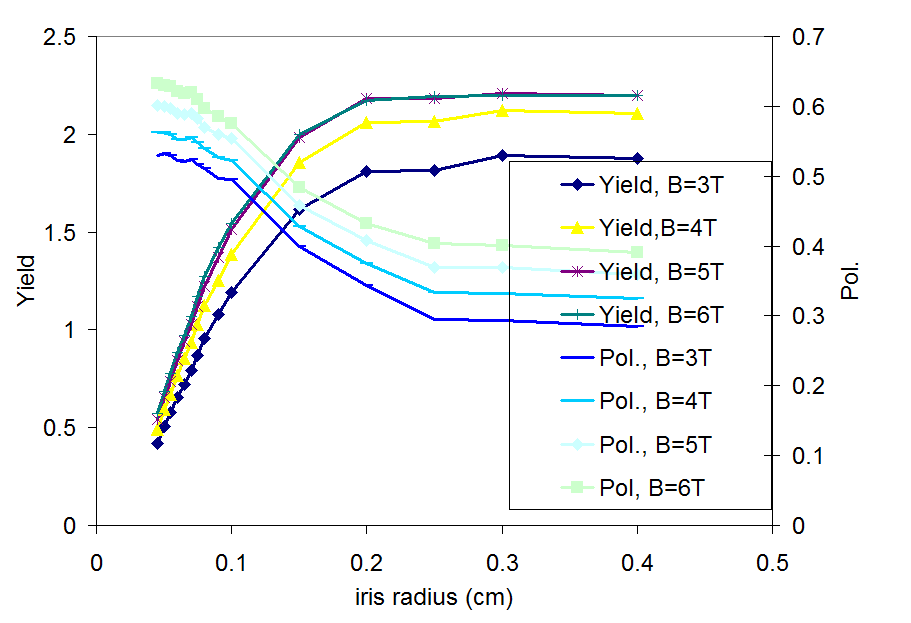 2.5
2
1.5
1
0.5
0
Yield
0.7
0.6
0.5
0.4
0.3
0.2
0.1
0
Pol.
Yield, B=3T
Yield,B=4T
Yield, B=5T
Yield, B=6T
Pol., B=3T
Pol., B=4T
Pol., B=5T
Pol, B=6T
0 0.1 0.2 0.3 0.4 0.5
iris radius (cm)